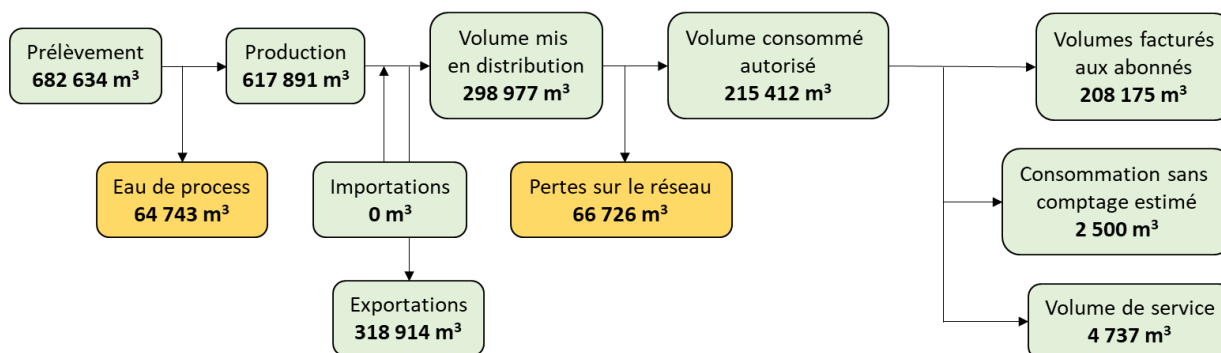 Prélèvement
682 634 m³
Production
617 891 m³
Volume mis
en distribution
298 977 m³
Volume consommé
autorisé
215 412 m³
Volumes facturés
aux abonnés
208 175 m³
Eau de process
64 743 m³
Importations
0 m³
Pertes sur le réseau
66 726 m³
Consommation sans
comptage estimé
2 500 m³
Exportations
318 914 m³
Volume de service
4 737 m³